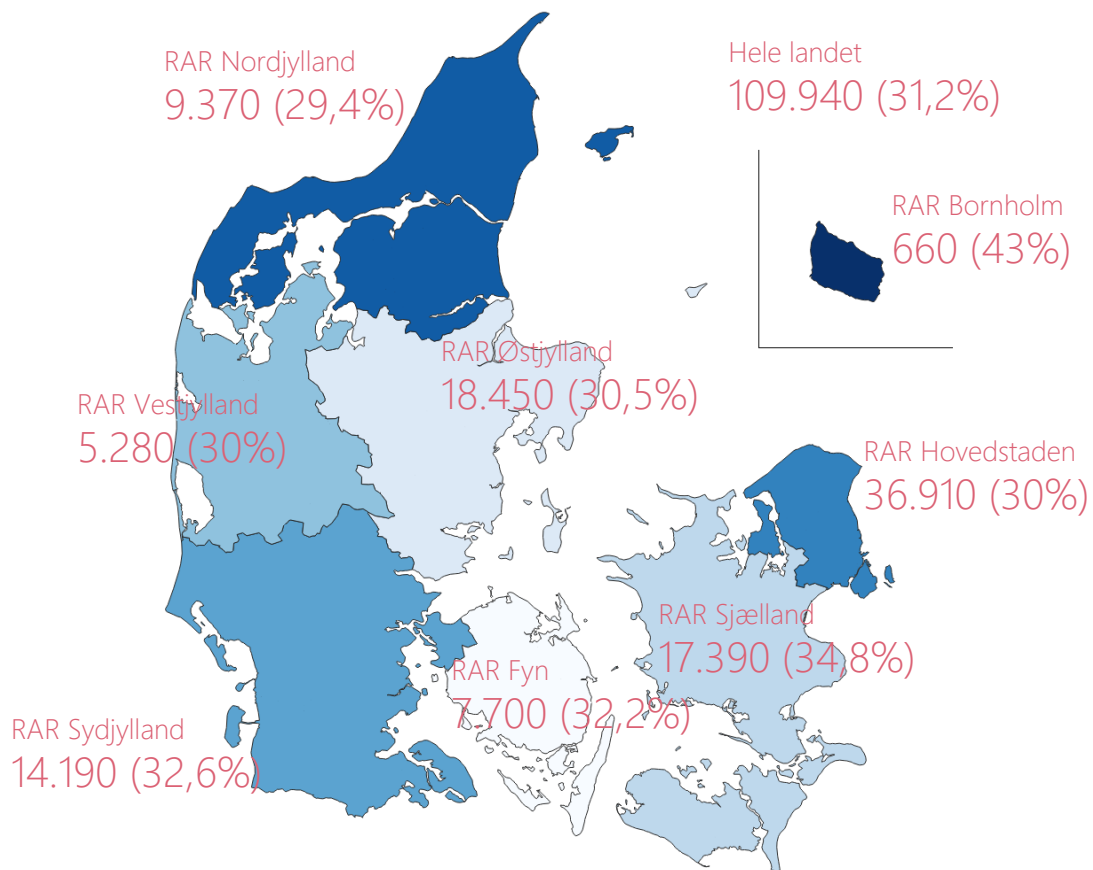 RAR Nordjylland
9.370 (29,4%)
Hele landet
109.940 (31,2%)
RAR Bornholm
660 (43%)
RAR Østjylland
18.450 (30,5%)
RAR Vestjylland
5.280 (30%)
RAR Hovedstaden
36.910 (30%)
RAR Sjælland
17.390 (34,8%)
RAR Fyn
7.700 (32,2%)
RAR Sydjylland
14.190 (32,6%)